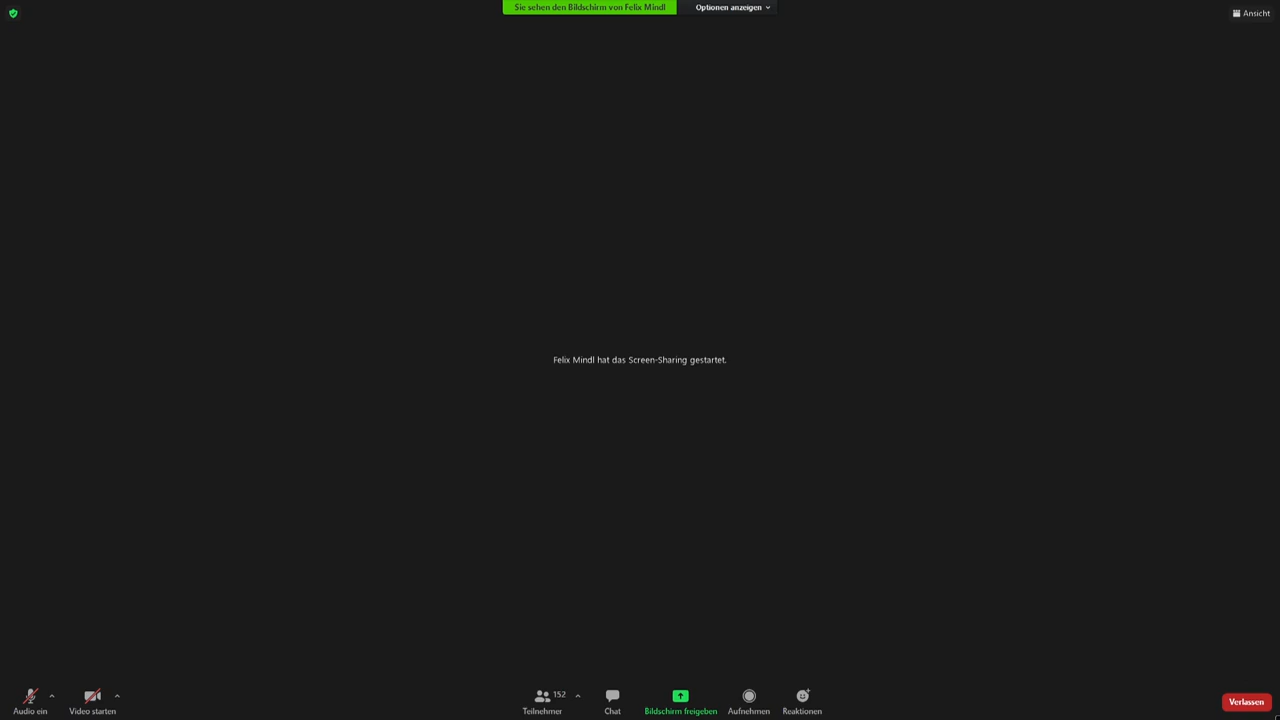 Sie sehen den Bildschirm von Felix Mindl
Optionen anzeigen
Ansicht
Felix Mindl hat das Screen-Sharing gestartet.
152
Audio ein
Video starten
Teilnehmer
Chat
Bildschirm freigeben
Aufnehmen
Reaktionen
Verlassen